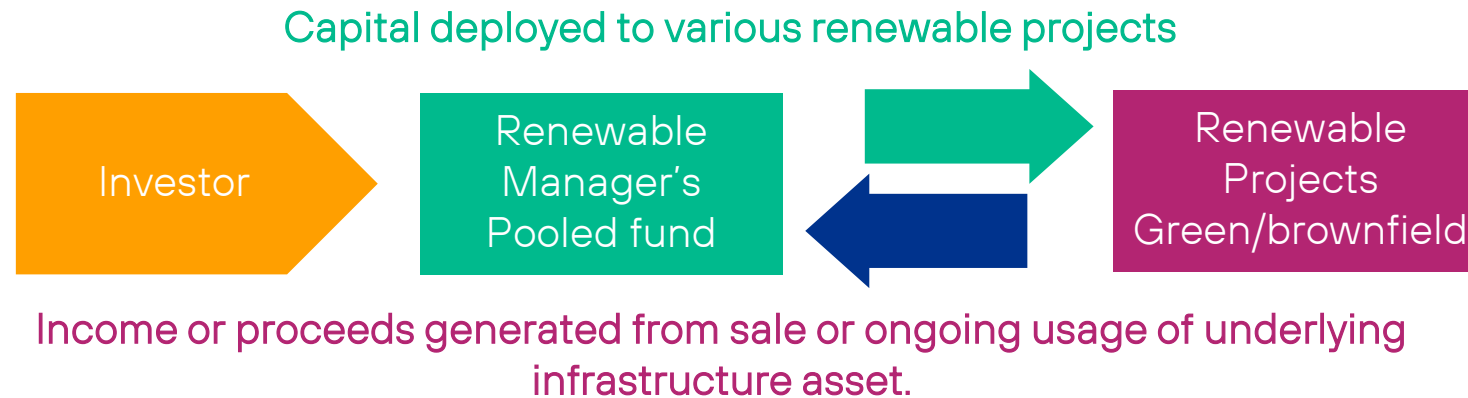 Capital deployed to various renewable projects
Investor
Renewable
Manager's
Pooled fund
Renewable
Projects
Green/brownfield
Income or proceeds generated from sale or ongoing usage of underlying
infrastructure asset.